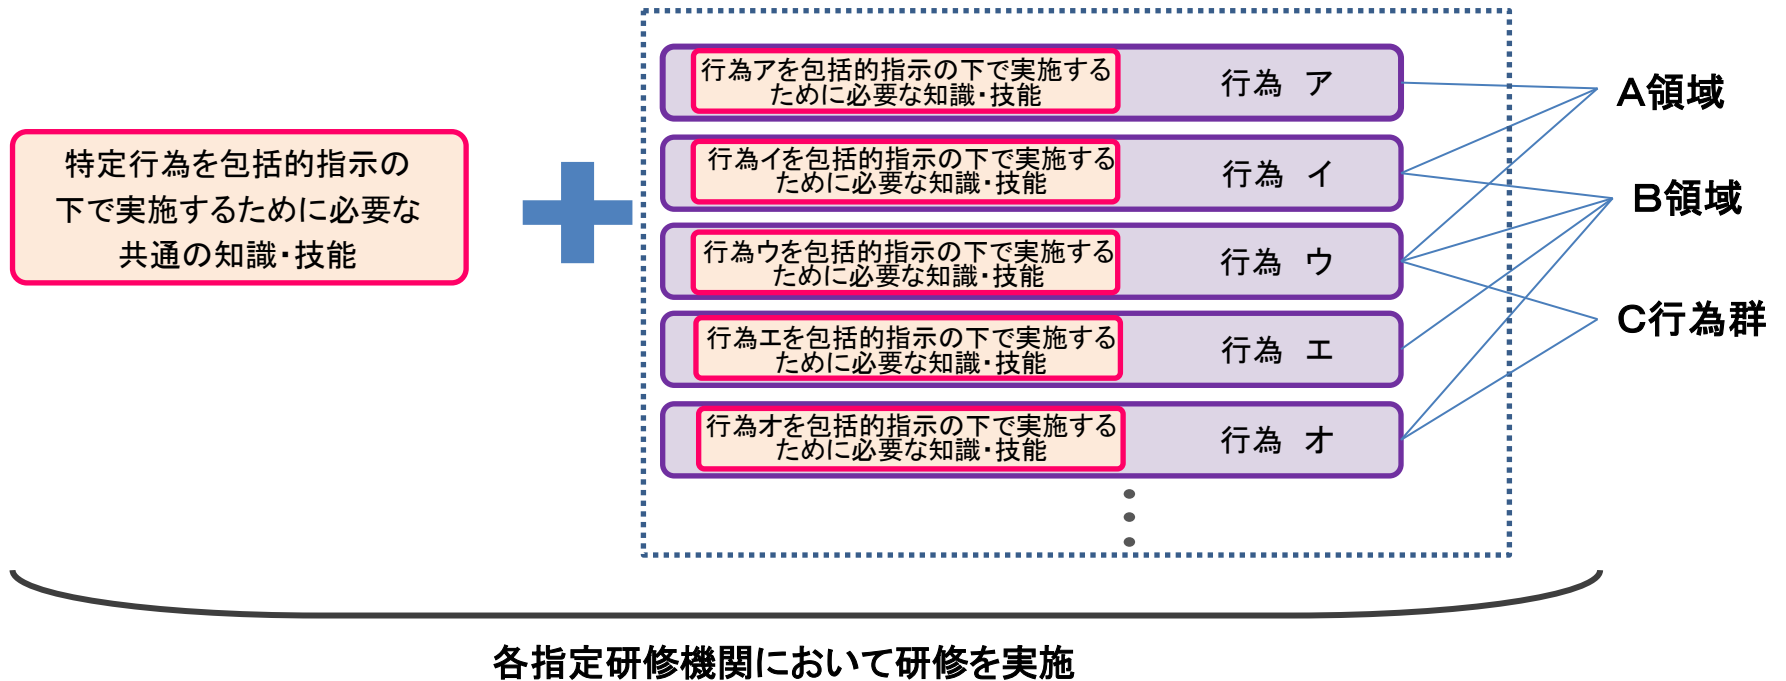 特定行為を包括的指示の
下で実施するために必要な
共通の知識・技能
行為アを包括的指示の下で実施する
ために必要な知識・技能
行為　ア
行為イを包括的指示の下で実施する
ために必要な知識・技能
行為　イ
行為ウを包括的指示の下で実施する
ために必要な知識・技能
行為　ウ
行為エを包括的指示の下で実施する
ために必要な知識・技能
行為　エ
行為オを包括的指示の下で実施する
ために必要な知識・技能
行為　オ
A領域
B領域
C行為群
各指定研修機関において研修を実施